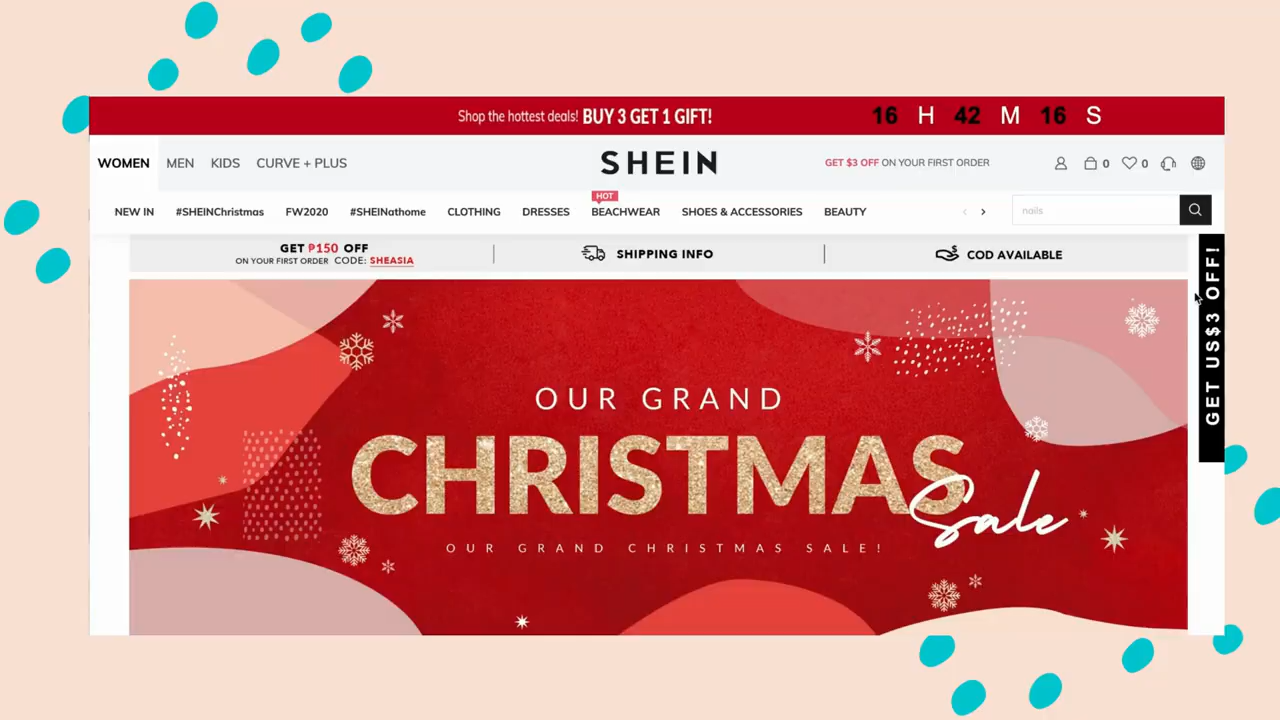 Shop the hottest deals! BUY 3 GET 1 GIFT! 16 H 42 M 16 S
WOMEN MEN KIDS CURVE + PLUS SHEIN GET $3 OFF ON YOUR FIRST ORDER 0 0
HOT
NEW IN #SHEINChristmas FW2020 #SHEINathome CLOTHING DRESSES BEACHWEAR SHOES & ACCESSORIES BEAUTY nails
GET ₱150 OFF
ON YOUR FIRST ORDER CODE: SHEASIA
SHIPPING INFO
COD AVAILABLE
GET US$3 OFF!
OUR GRAND
CHRISTMAS
Sale
OUR GRAND CHRISTMAS SALE!